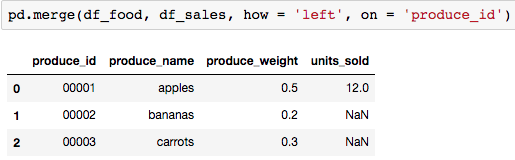 pd.merge(df_food, df_sales, how = 'left', on = 'produce_id')
produce_id produce_name produce_weight units_sold
0 00001 apples 0.5 12.0
1 00002 bananas 0.2 NaN
2 00003 carrots 0.3 NaN